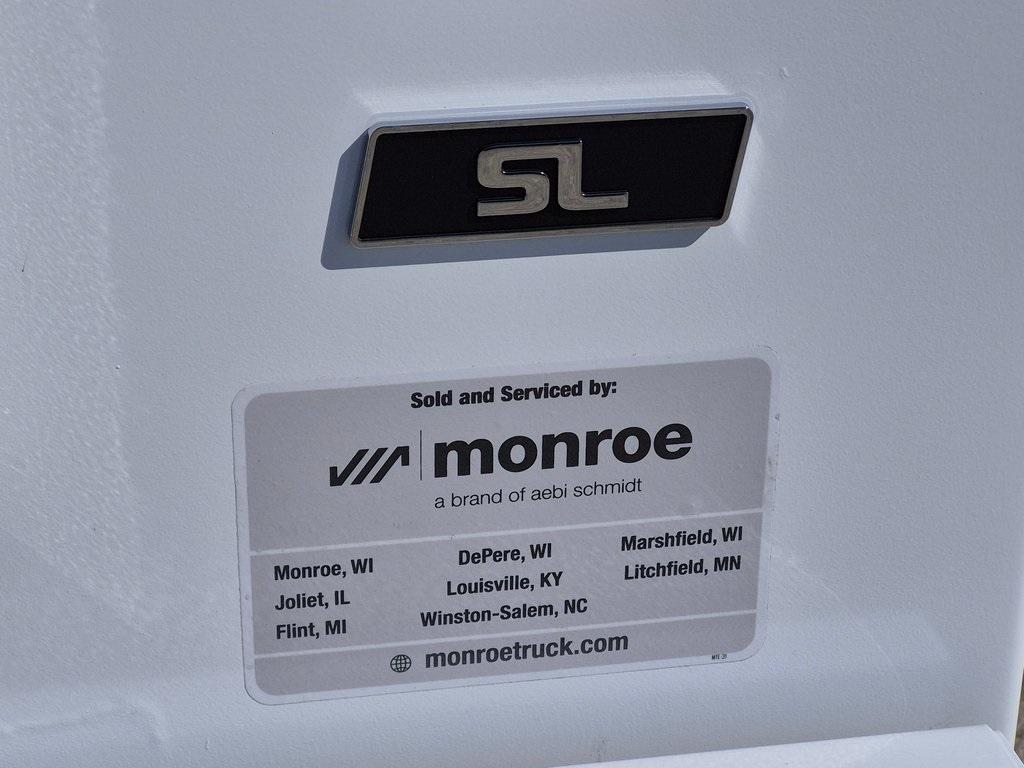 SL
Sold and Serviced by:
monroe
a brand of aebi schmidt
Monroe, WI
Joliet, IL
Flint, MI
DePere, WI
Louisville, KY
Winston-Salem, NC
Marshfield, WI
Litchfield, MN
monroetruck.com